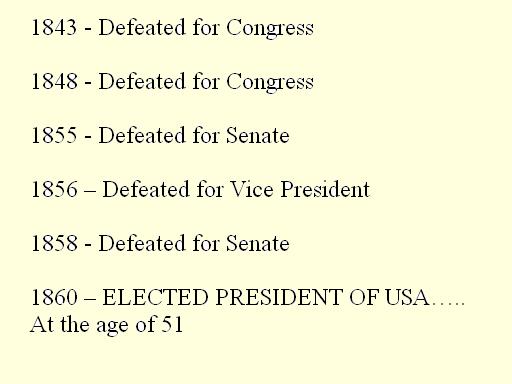 1843 - Defeated for Congress
1848 - Defeated for Congress
1855 - Defeated for Senate
1856 – Defeated for Vice President
1858 - Defeated for Senate
1860 – ELECTED PRESIDENT OF USA…..
At the age of 51